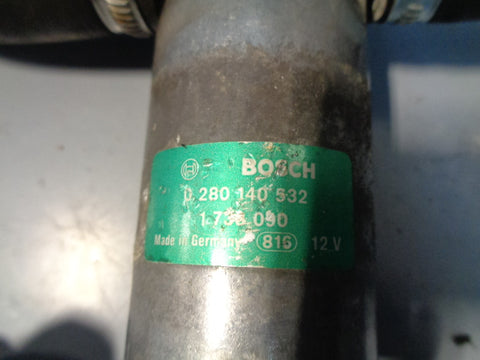 BOSCH
0 280 140 532
1 735 090
Made in Germany 816 12 V